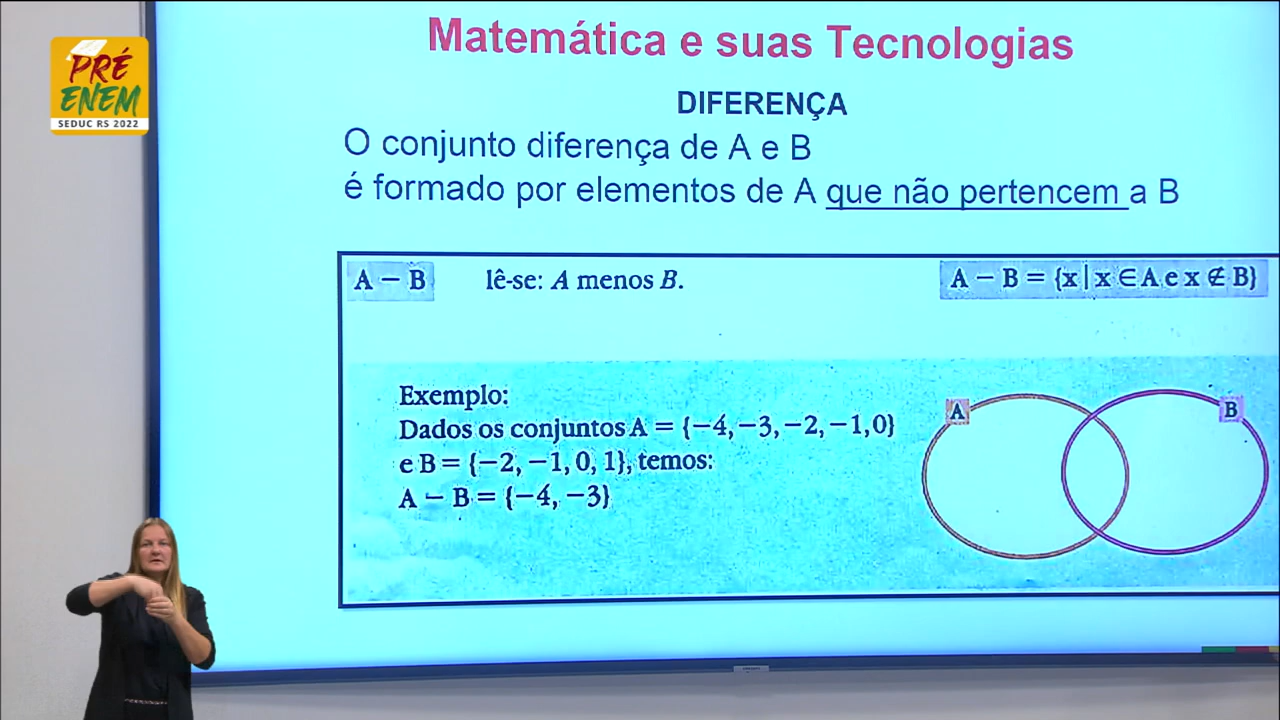 PRÉ
ENEM
SEDUC RS 2022
Matemática e suas Tecnologias
DIFERENÇA
O conjunto diferença de A e B
é formado por elementos de A que não pertencem a B
A – B lê-se: A menos B. A – B = {x | x ∈ A e x ∉ B}
Exemplo:
Dados os conjuntos A = {–4, –3, –2, –1, 0}
e B = {–2, –1, 0, 1}, temos:
A – B = {–4, –3}
A
B